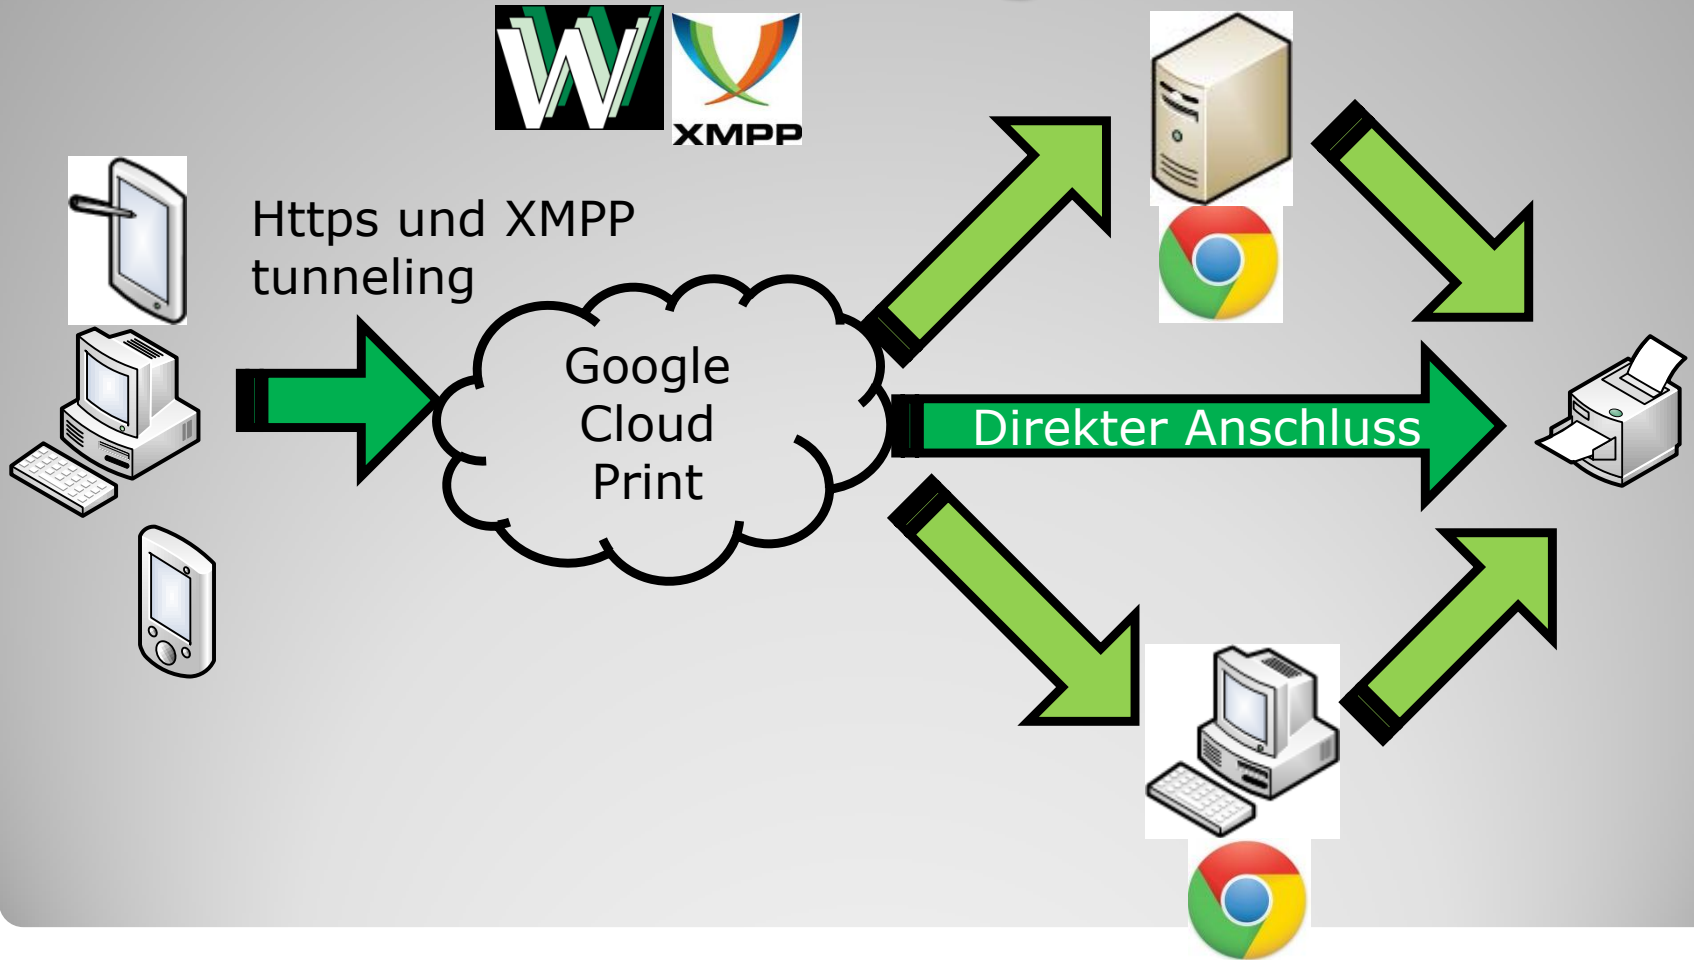 W
XMPP
Https und XMPP
tunneling
Google
Cloud
Print
Direkter Anschluss